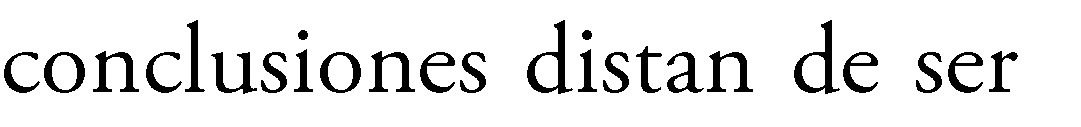 conclusiones distan de ser